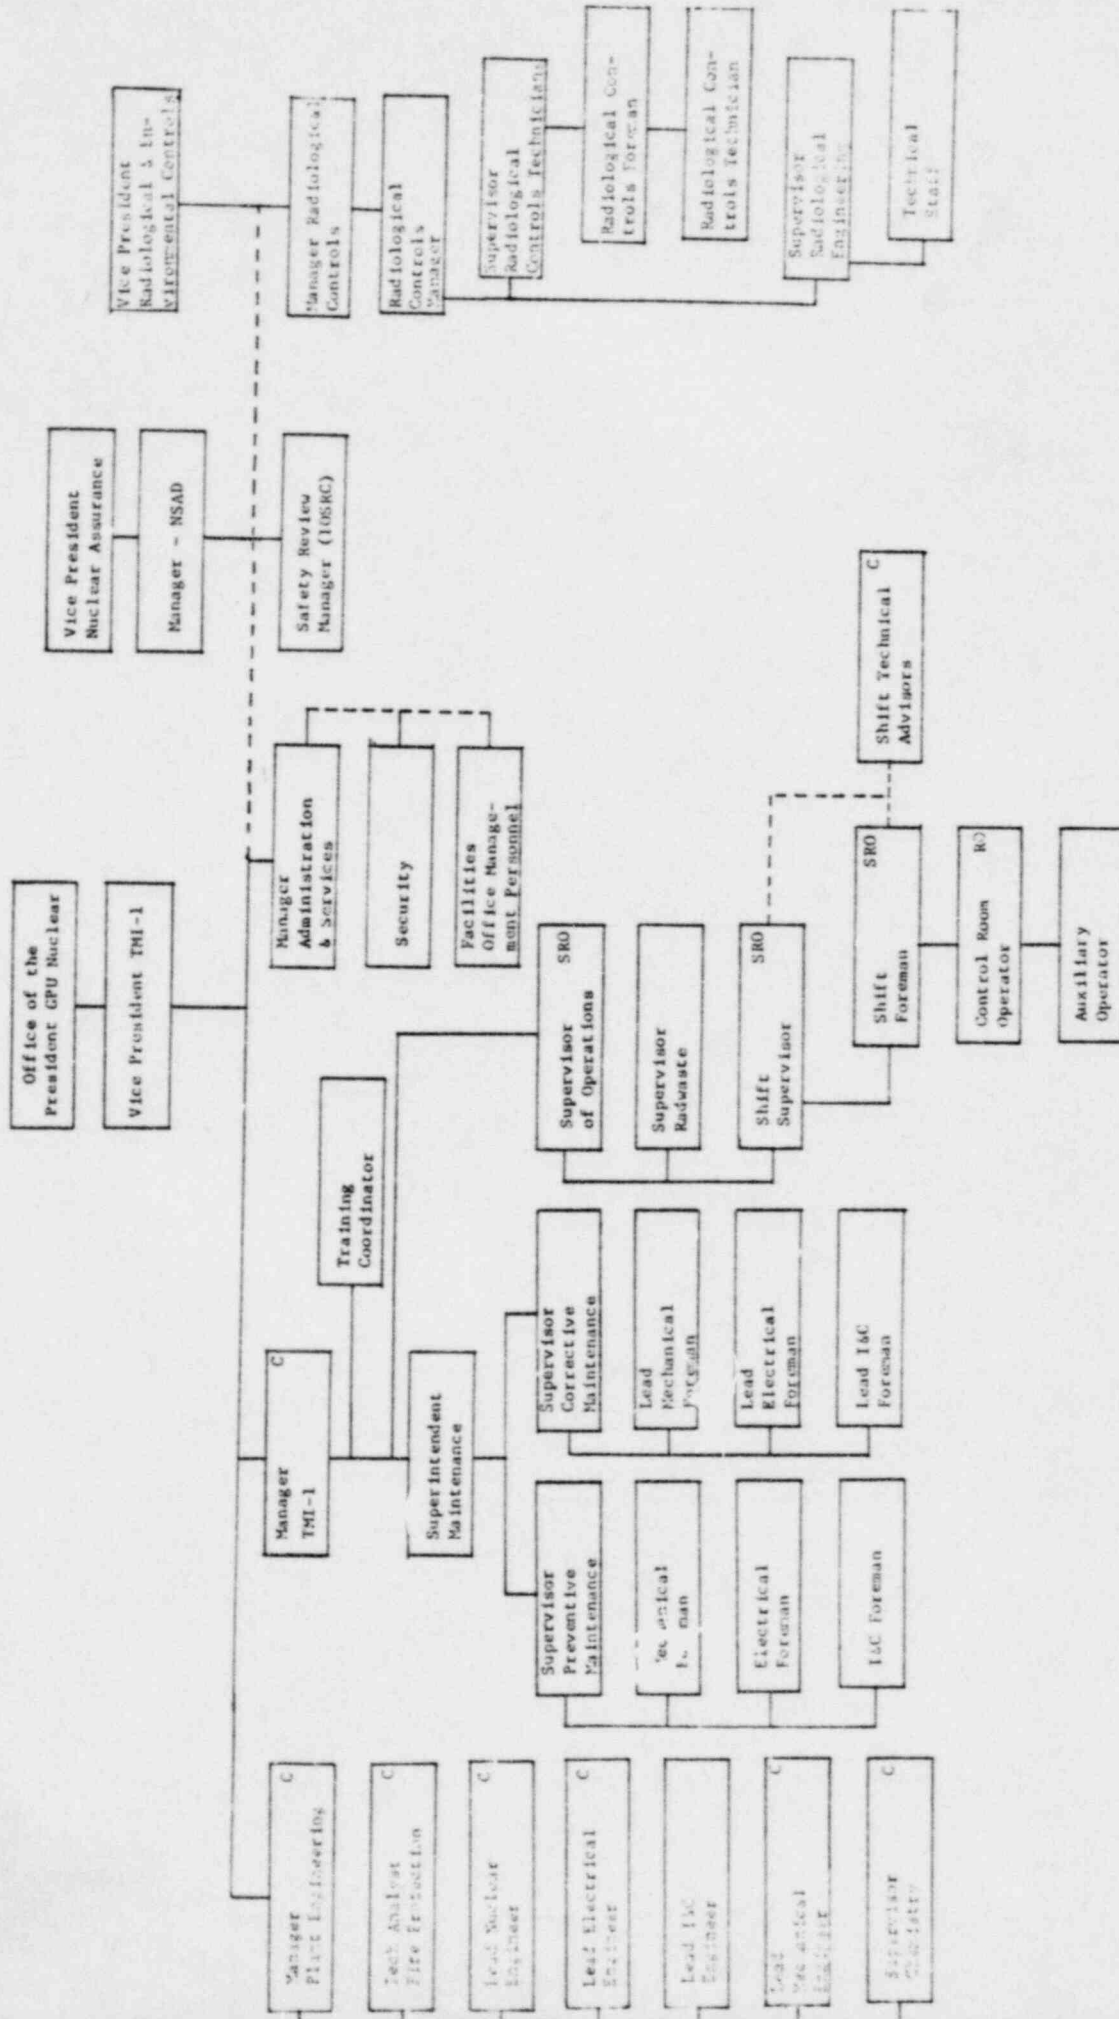 Office of the
President GPU Nuclear
Vice President TMI-1
Vice President
Nuclear Assurance
Manager - NSAD
Safety Review
Manager (IOSRC)
Vice President
Radiological & En-
viromental Controls
Manager Radiological
Controls
Radiological
Controls
Manager
Supervisor
Radiological
Controls Technicians
Radiological Con-
trols Foreman
Radiological Con-
trols Technician
Supervisor
Radiological
Engineering
Technical
Staff
Manager
Administration
& Services
Security
Facilities
Office Manage-
ment Personnel
Manager C
TMI-1
Training
Coordinator
Superintendent
Maintenance
Supervisor SRO
of Operations
Supervisor
Radwaste
Shift SRO
Supervisor
Shift SRO
Foreman
Control Room RO
Operator
Auxiliary
Operator
Shift Technical C
Advisors
Supervisor
Corrective
Maintenance
Lead
Mechanical
Foreman
Lead
Electrical
Foreman
Lead I&C
Foreman
Supervisor
Preventive
Maintenance
Electrical
Foreman
I&C Foreman
Manager C
Plant Engineering
Tech Analyst C
Fire Protection
Lead Nuclear C
Engineer
Lead Electrical C
Engineer
Lead I&C
Engineer
Lead C
Mechanical
Engineer
Supervisor C
Chemistry